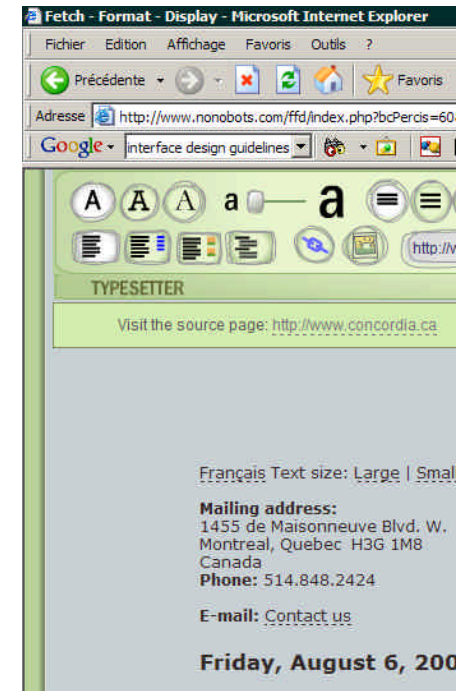 Fetch - Format - Display - Microsoft Internet Explorer
Fichier Edition Affichage Favoris Outils ?
Précédente Favoris
Adresse http://www.nonobots.com/ffd/index.php?bcPercis=60
Google interface design guidelines
A A A a a
http://w
TYPESETTER
Visit the source page: http://www.concordia.ca
Français Text size: Large | Small
Mailing address:
1455 de Maisonneuve Blvd. W.
Montreal, Quebec H3G 1M8
Canada
Phone: 514.848.2424
E-mail: Contact us
Friday, August 6, 200